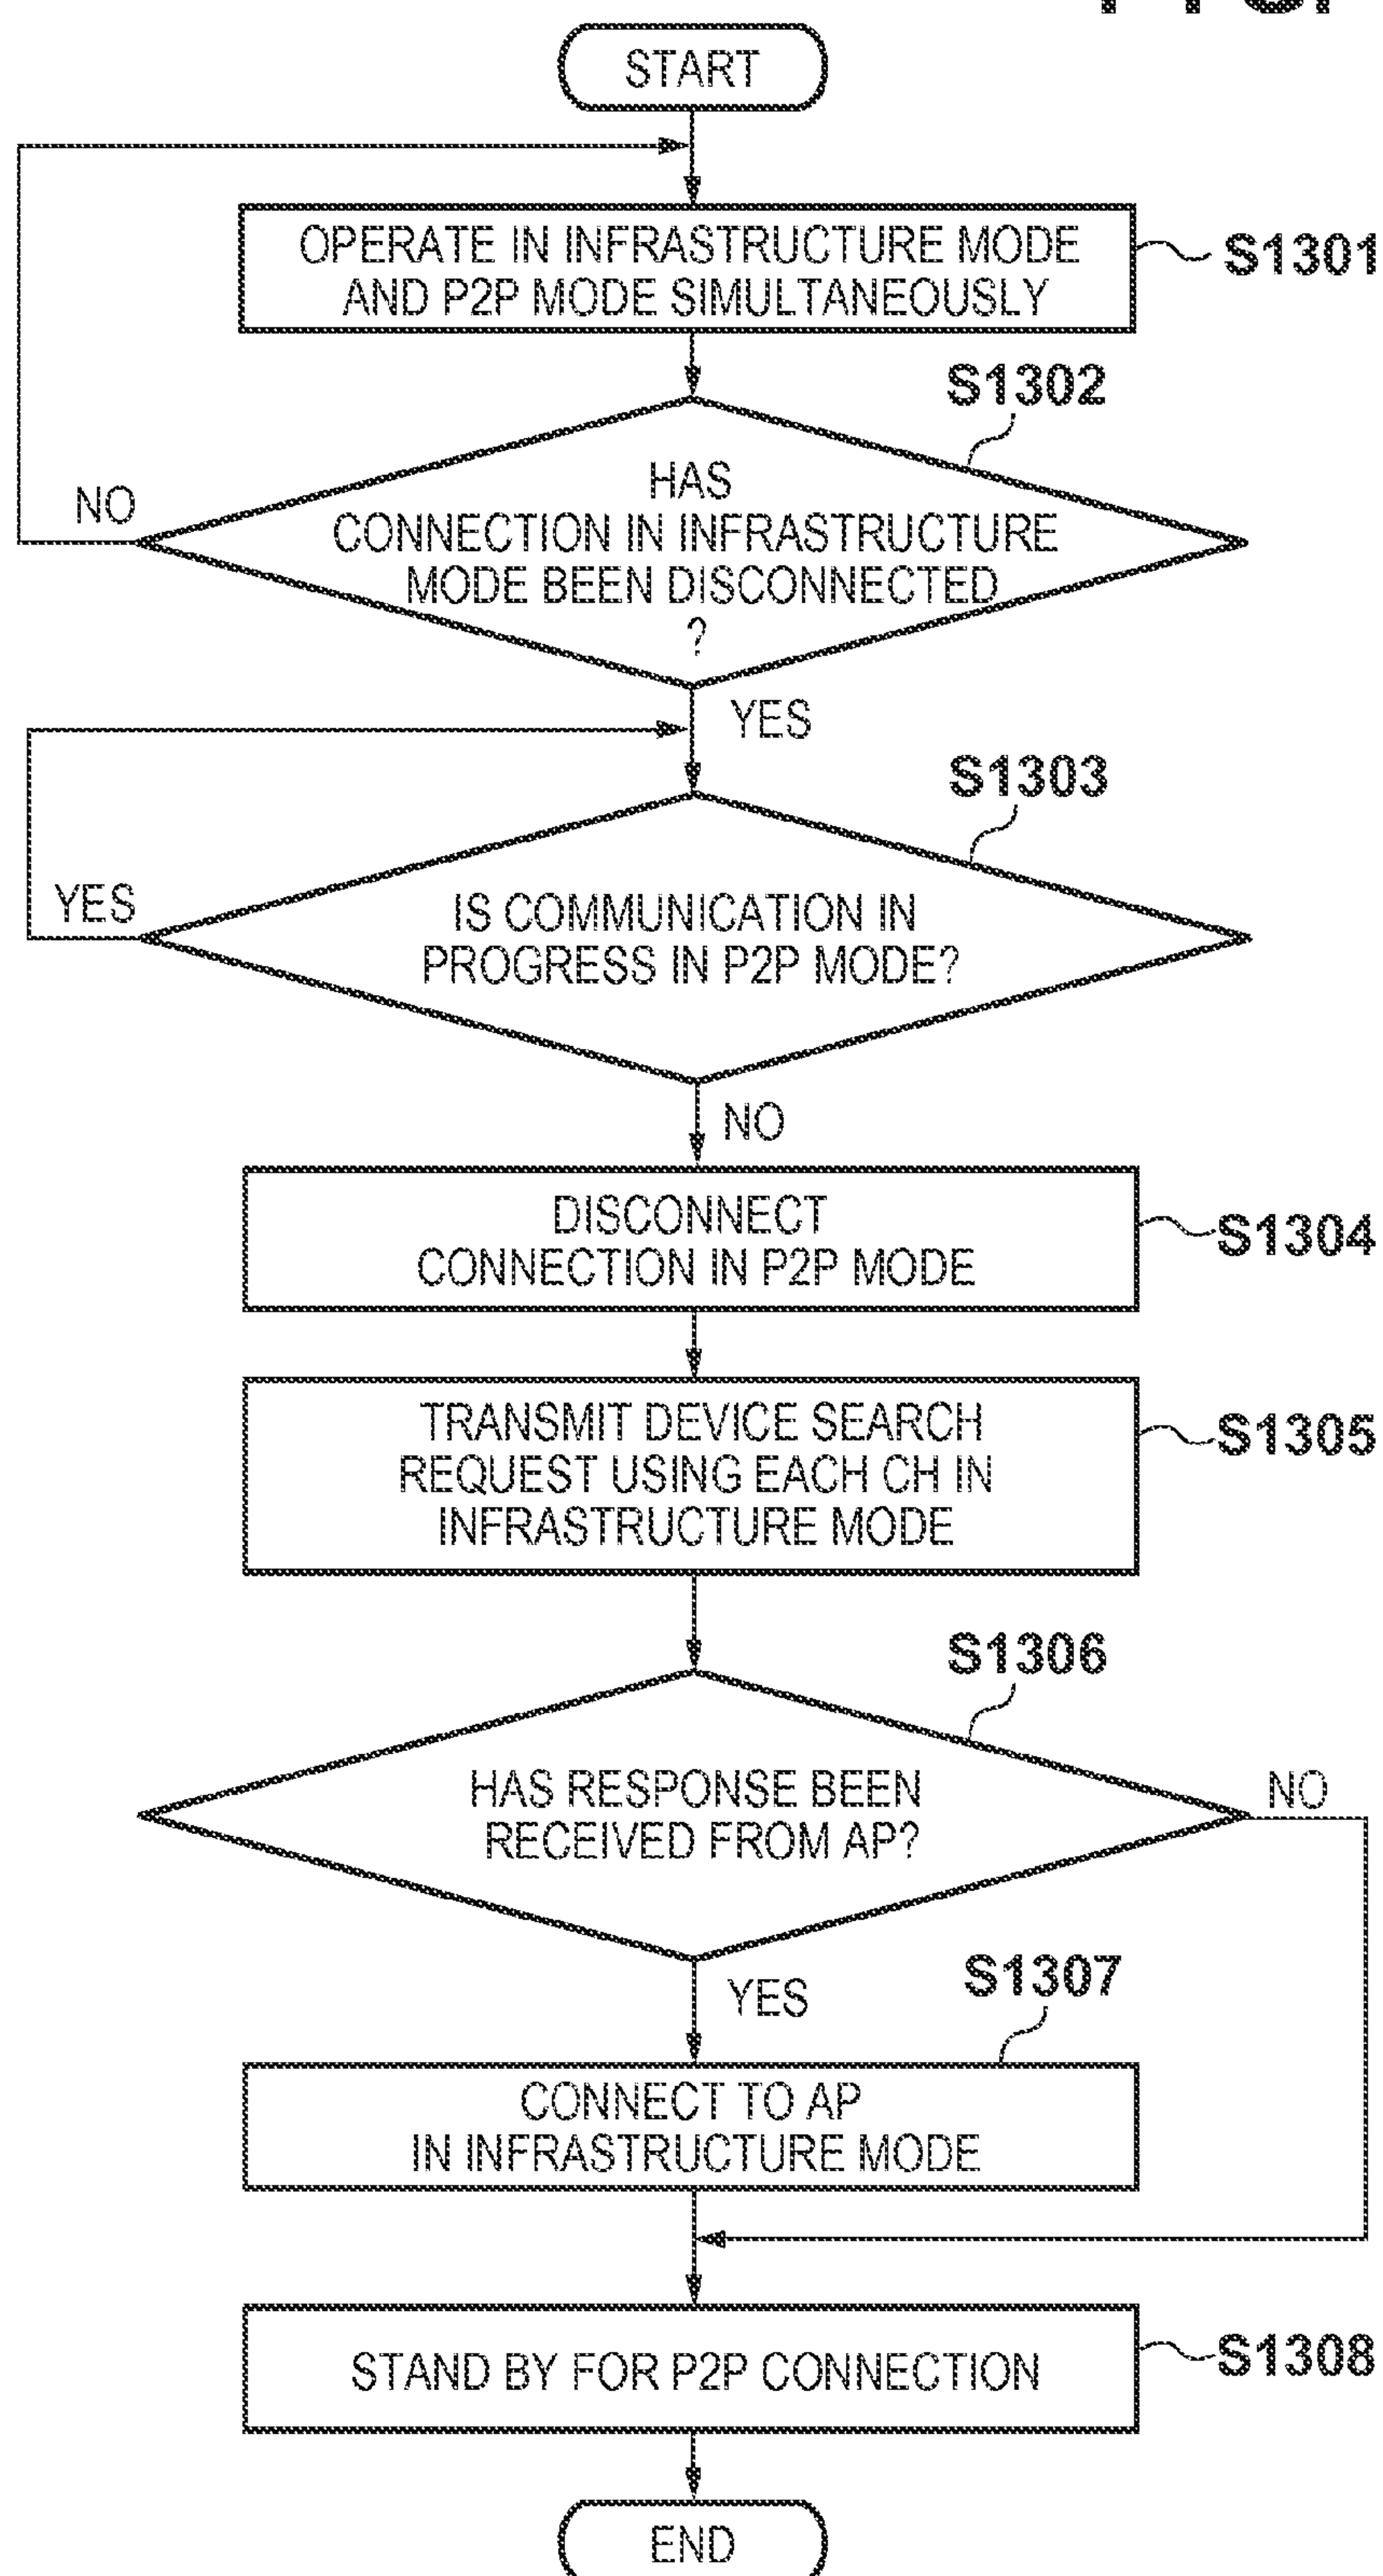 START
OPERATE IN INFRASTRUCTURE MODE
AND P2P MODE SIMULTANEOUSLY
S1301
S1302
HAS
CONNECTION IN INFRASTRUCTURE
MODE BEEN DISCONNECTED
?
NO
YES
S1303
IS COMMUNICATION IN
PROGRESS IN P2P MODE?
YES
NO
DISCONNECT
CONNECTION IN P2P MODE
S1304
TRANSMIT DEVICE SEARCH
REQUEST USING EACH CH IN
INFRASTRUCTURE MODE
S1305
S1306
HAS RESPONSE BEEN
RECEIVED FROM AP?
NO
YES
S1307
CONNECT TO AP
IN INFRASTRUCTURE MODE
STAND BY FOR P2P CONNECTION
S1308
END